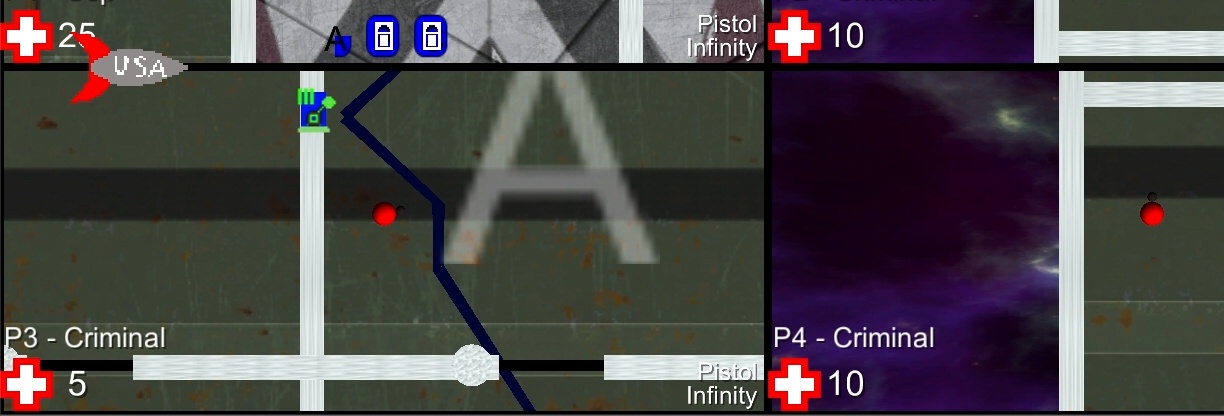 25
A
Pistol
Infinity
10
USA
A
P3 - Criminal
5
Pistol
Infinity
P4 - Criminal
10